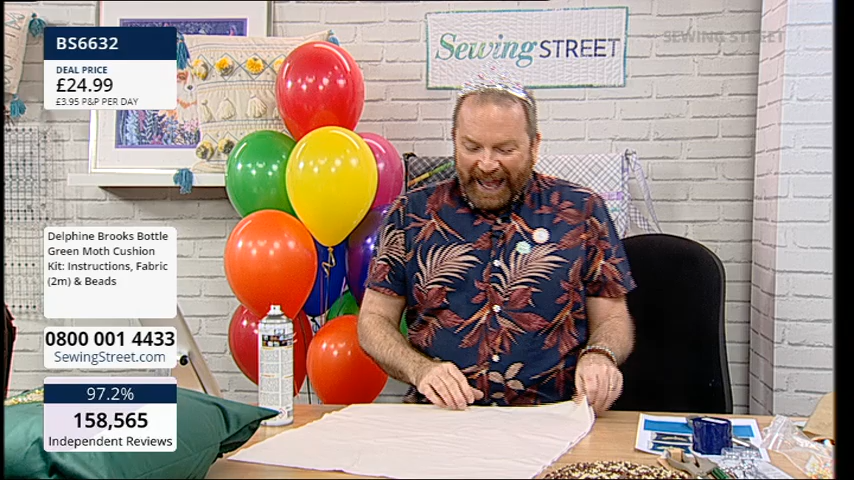 BS6632
DEAL PRICE
£24.99
£3.95 P&P PER DAY
Sewing STREET
SEWING STREET
Delphine Brooks Bottle
Green Moth Cushion
Kit: Instructions, Fabric
(2m) & Beads
0800 001 4433
SewingStreet.com
97.2%
158,565
Independent Reviews